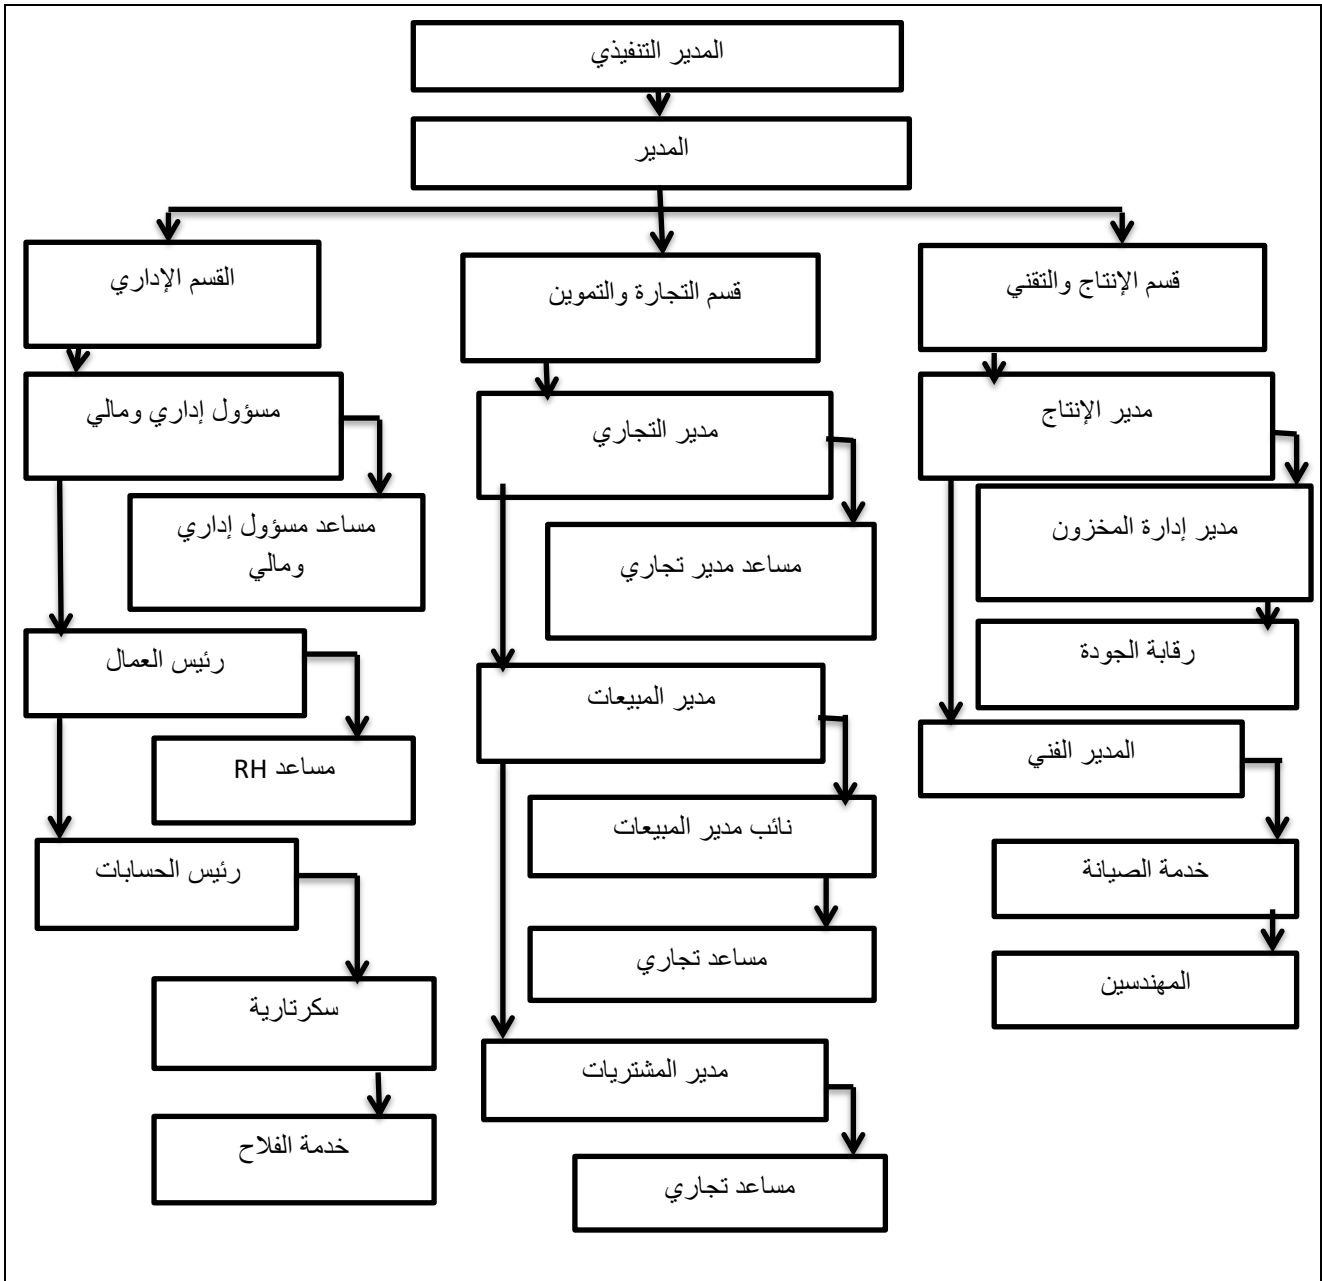 المدير التنفيذي
المدير
قسم الإنتاج والتقني
مدير الإنتاج
مدير إدارة المخزون
رقابة الجودة
المدير الفني
خدمة الصيانة
المهندسين
قسم التجارة والتموين
مدير التجاري
مساعد مدير تجاري
مدير المبيعات
نائب مدير المبيعات
مساعد تجاري
مدير المشتريات
مساعد تجاري
القسم الإداري
مسؤول إداري ومالي
مساعد مسؤول إداري
ومالي
رئيس العمال
مساعد RH
رئيس الحسابات
سكرتارية
خدمة الفلاح